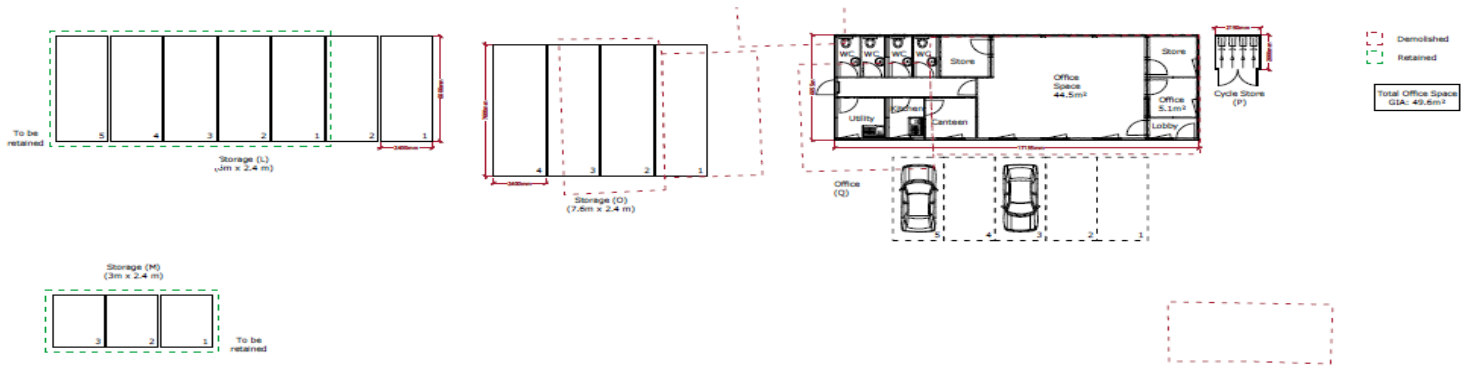 5
4
3
2
1
2
1
To be
retained
Storage (L)
m x 2.4 m)
4
3
2
1
Storage (O)
(7.6m x 2.4 m)
WC
WC
WC
WC
Store
Office
Space
44.5m²
Store
Office
5.1m²
Lobby
Utility
Kitchen
Canteen
Office
(Q)
5
4
3
2
1
Cycle Store
(P)
Demolished
Retained
Total Office Space
GIA: 49.6m²
Storage (M)
(3m x 2.4 m)
3
2
1
To be
retained